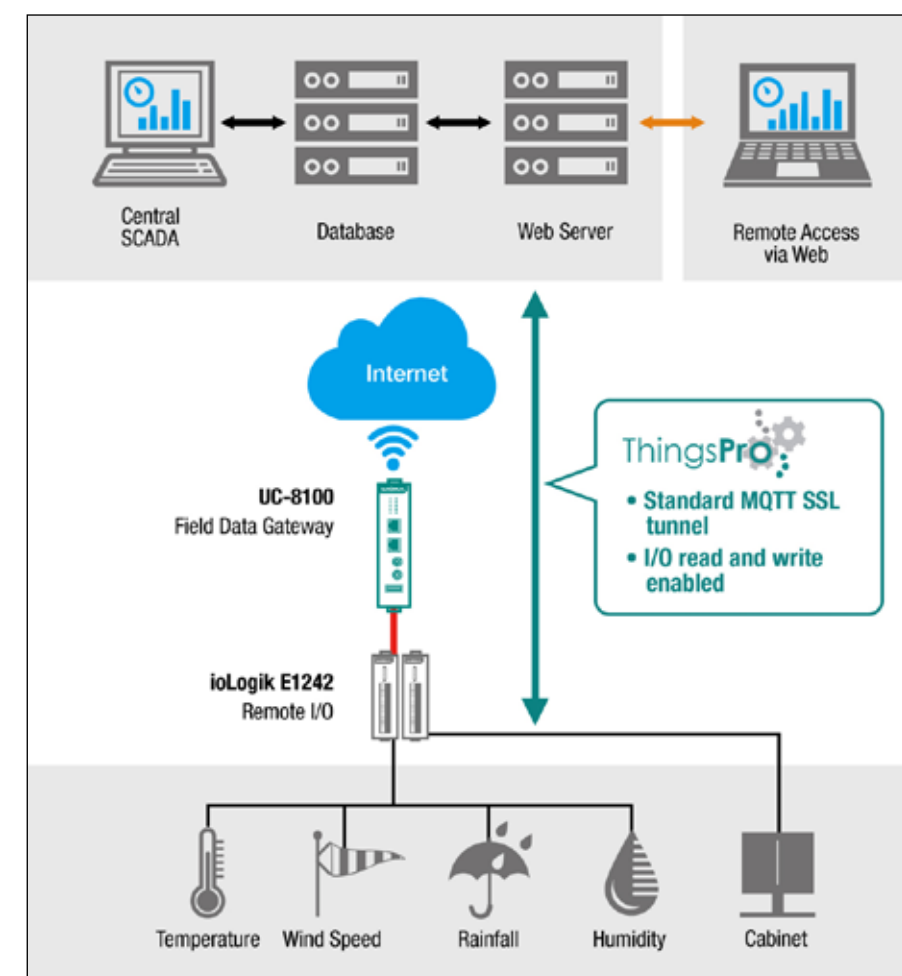 Central
SCADA
Database
Web Server
Remote Access
via Web
Internet
UC-8100
Field Data Gateway
ThingsPro
• Standard MQTT SSL
tunnel
• I/O read and write
enabled
ioLogik E1242
Remote I/O
Temperature
Wind Speed
Rainfall
Humidity
Cabinet